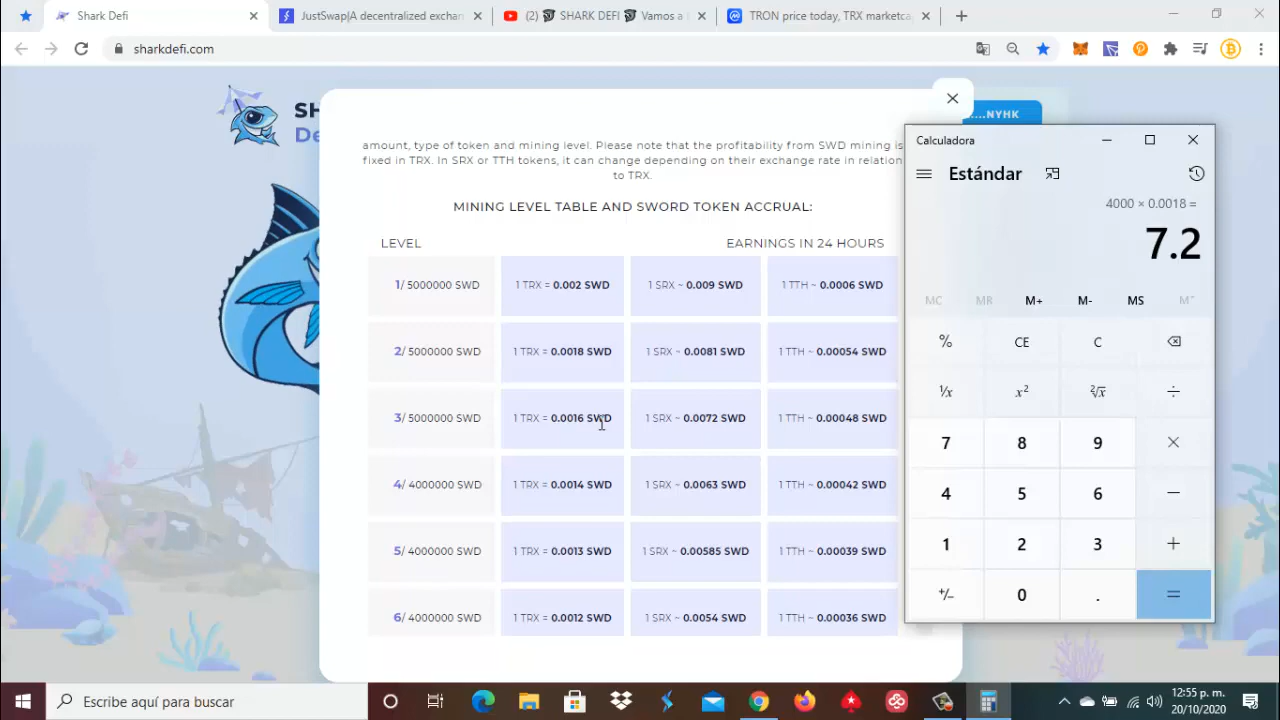 Shark Defi
JustSwap|A decentralized exchan
(2) SHARK DEFI Vamos a
TRON price today, TRX marketca
sharkdefi.com
SH
De
....NYHK
amount, type of token and mining level. Please note that the profitability from SWD mining is
fixed in TRX. In SRX or TTH tokens, it can change depending on their exchange rate in relation
to TRX.
MINING LEVEL TABLE AND SWORD TOKEN ACCRUAL:
LEVEL EARNINGS IN 24 HOURS
1/ 5000000 SWD 1 TRX = 0.002 SWD 1 SRX ~ 0.009 SWD 1 TTH ~ 0.0006 SWD
2/ 5000000 SWD 1 TRX = 0.0018 SWD 1 SRX ~ 0.0081 SWD 1 TTH ~ 0.00054 SWD
3/ 5000000 SWD 1 TRX = 0.0016 SWD 1 SRX ~ 0.0072 SWD 1 TTH ~ 0.00048 SWD
4/ 4000000 SWD 1 TRX = 0.0014 SWD 1 SRX ~ 0.0063 SWD 1 TTH ~ 0.00042 SWD
5/ 4000000 SWD 1 TRX = 0.0013 SWD 1 SRX ~ 0.00585 SWD 1 TTH ~ 0.00039 SWD
6/ 4000000 SWD 1 TRX = 0.0012 SWD 1 SRX ~ 0.0054 SWD 1 TTH ~ 0.00036 SWD
Calculadora
Estándar
4000 × 0.0018 =
7.2
MC MR M+ M- MS M˅
% CE C
¹/x x² ²√x ÷
7 8 9 ×
4 5 6 −
1 2 3 +
+/− 0 . =
Escribe aquí para buscar
12:55 p. m.
20/10/2020